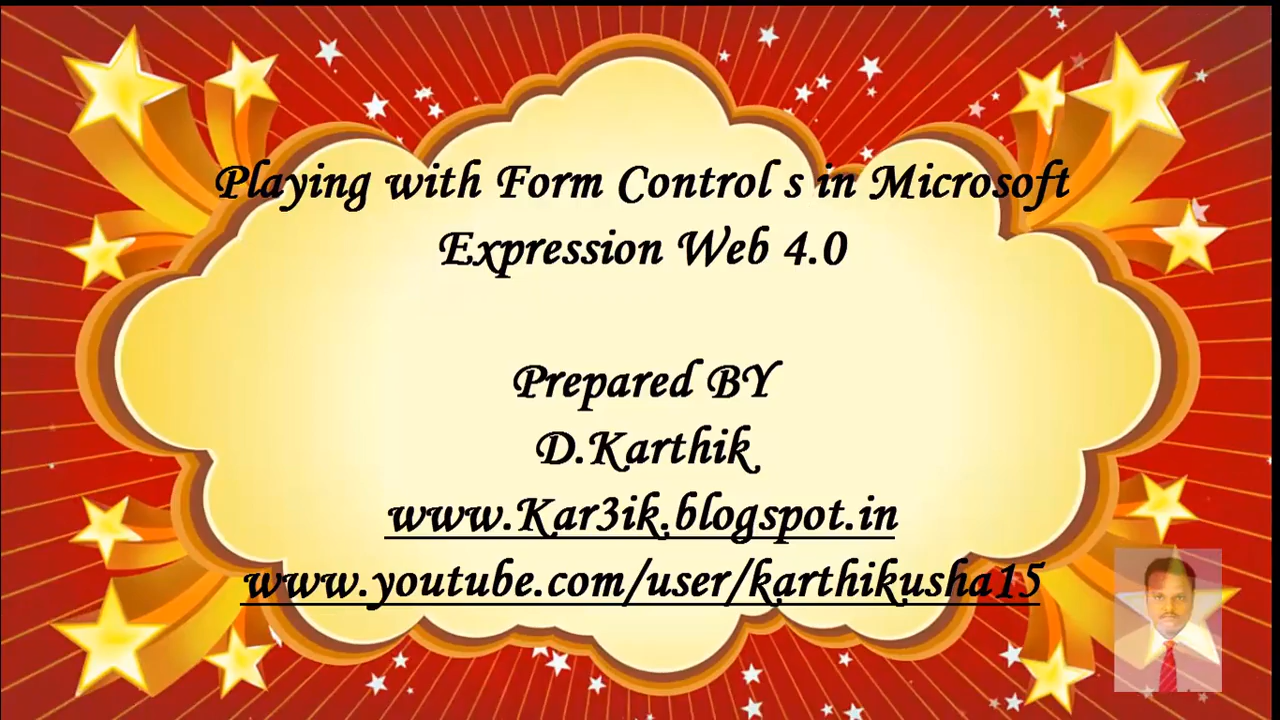 Playing with Form Control s in Microsoft
Expression Web 4.0
Prepared BY
D.Karthik
www.Kar3ik.blogspot.in
www.youtube.com/user/karthikusha15